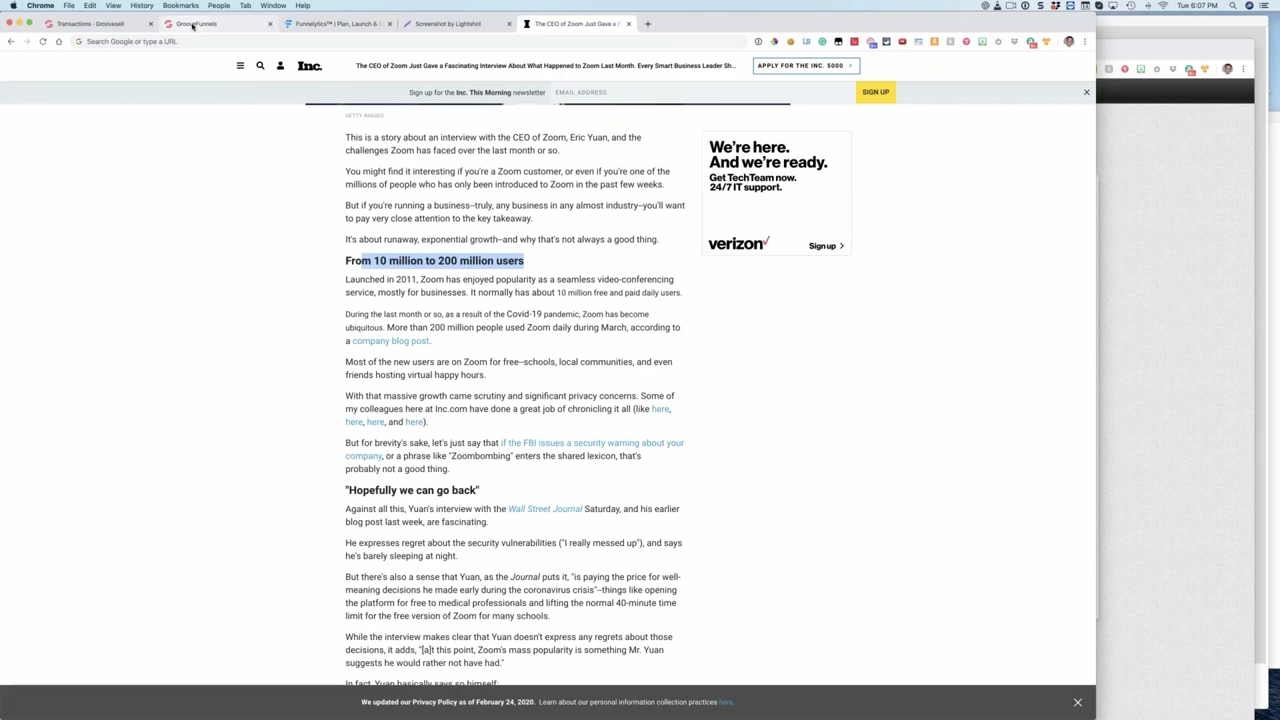 Chrome File Edit View History Bookmarks People Tab Window Help
Tue 6:07 PM
Transactions - Groovesell
GrooveFunnels
Funnelytics™ | Plan, Launch & G
Screenshot by Lightshot
The CEO of Zoom Just Gave a F
Search Google or type a URL
Inc.
The CEO of Zoom Just Gave a Fascinating Interview About What Happened to Zoom Last Month. Every Smart Business Leader Sh...
APPLY FOR THE INC. 5000
Sign up for the Inc. This Morning newsletter
EMAIL ADDRESS
SIGN UP
GETTY IMAGES
This is a story about an interview with the CEO of Zoom, Eric Yuan, and the
challenges Zoom has faced over the last month or so.
You might find it interesting if you're a Zoom customer, or even if you're one of the
millions of people who has only been introduced to Zoom in the past few weeks.
But if you're running a business--truly, any business in any almost industry--you'll want
to pay very close attention to the key takeaway.
It's about runaway, exponential growth--and why that's not always a good thing.
From 10 million to 200 million users
Launched in 2011, Zoom has enjoyed popularity as a seamless video-conferencing
service, mostly for businesses. It normally has about 10 million free and paid daily users.
During the last month or so, as a result of the Covid-19 pandemic, Zoom has become
ubiquitous. More than 200 million people used Zoom daily during March, according to
a company blog post.
Most of the new users are on Zoom for free--schools, local communities, and even
friends hosting virtual happy hours.
With that massive growth came scrutiny and significant privacy concerns. Some of
my colleagues here at Inc.com have done a great job of chronicling it all (like here,
here, here, and here).
But for brevity's sake, let's just say that if the FBI issues a security warning about your
company, or a phrase like "Zoombombing" enters the shared lexicon, that's
probably not a good thing.
"Hopefully we can go back"
Against all this, Yuan's interview with the Wall Street Journal Saturday, and his earlier
blog post last week, are fascinating.
He expresses regret about the security vulnerabilities ("I really messed up"), and says
he's barely sleeping at night.
But there's also a sense that Yuan, as the Journal puts it, "is paying the price for well-
meaning decisions he made early during the coronavirus crisis"--things like opening
the platform for free to medical professionals and lifting the normal 40-minute time
limit for the free version of Zoom for many schools.
While the interview makes clear that Yuan doesn't express any regrets about those
decisions, it adds, "[a]t this point, Zoom's mass popularity is something Mr. Yuan
suggests he would rather not have had."
In fact, Yuan basically says so himself:
We're here.
And we're ready.
Get TechTeam now.
24/7 IT support.
verizon✓
Sign up
We updated our Privacy Policy as of February 24, 2020. Learn about our personal information collection practices here.